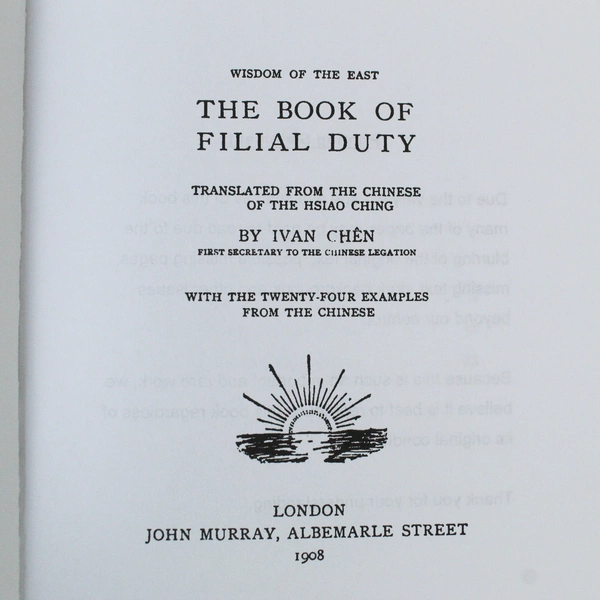 WISDOM OF THE EAST
THE BOOK OF
FILIAL DUTY
TRANSLATED FROM THE CHINESE
OF THE HSIAO CHING
BY IVAN CHÊN
FIRST SECRETARY TO THE CHINESE LEGATION
WITH THE TWENTY-FOUR EXAMPLES
FROM THE CHINESE
LONDON
JOHN MURRAY, ALBEMARLE STREET
1908